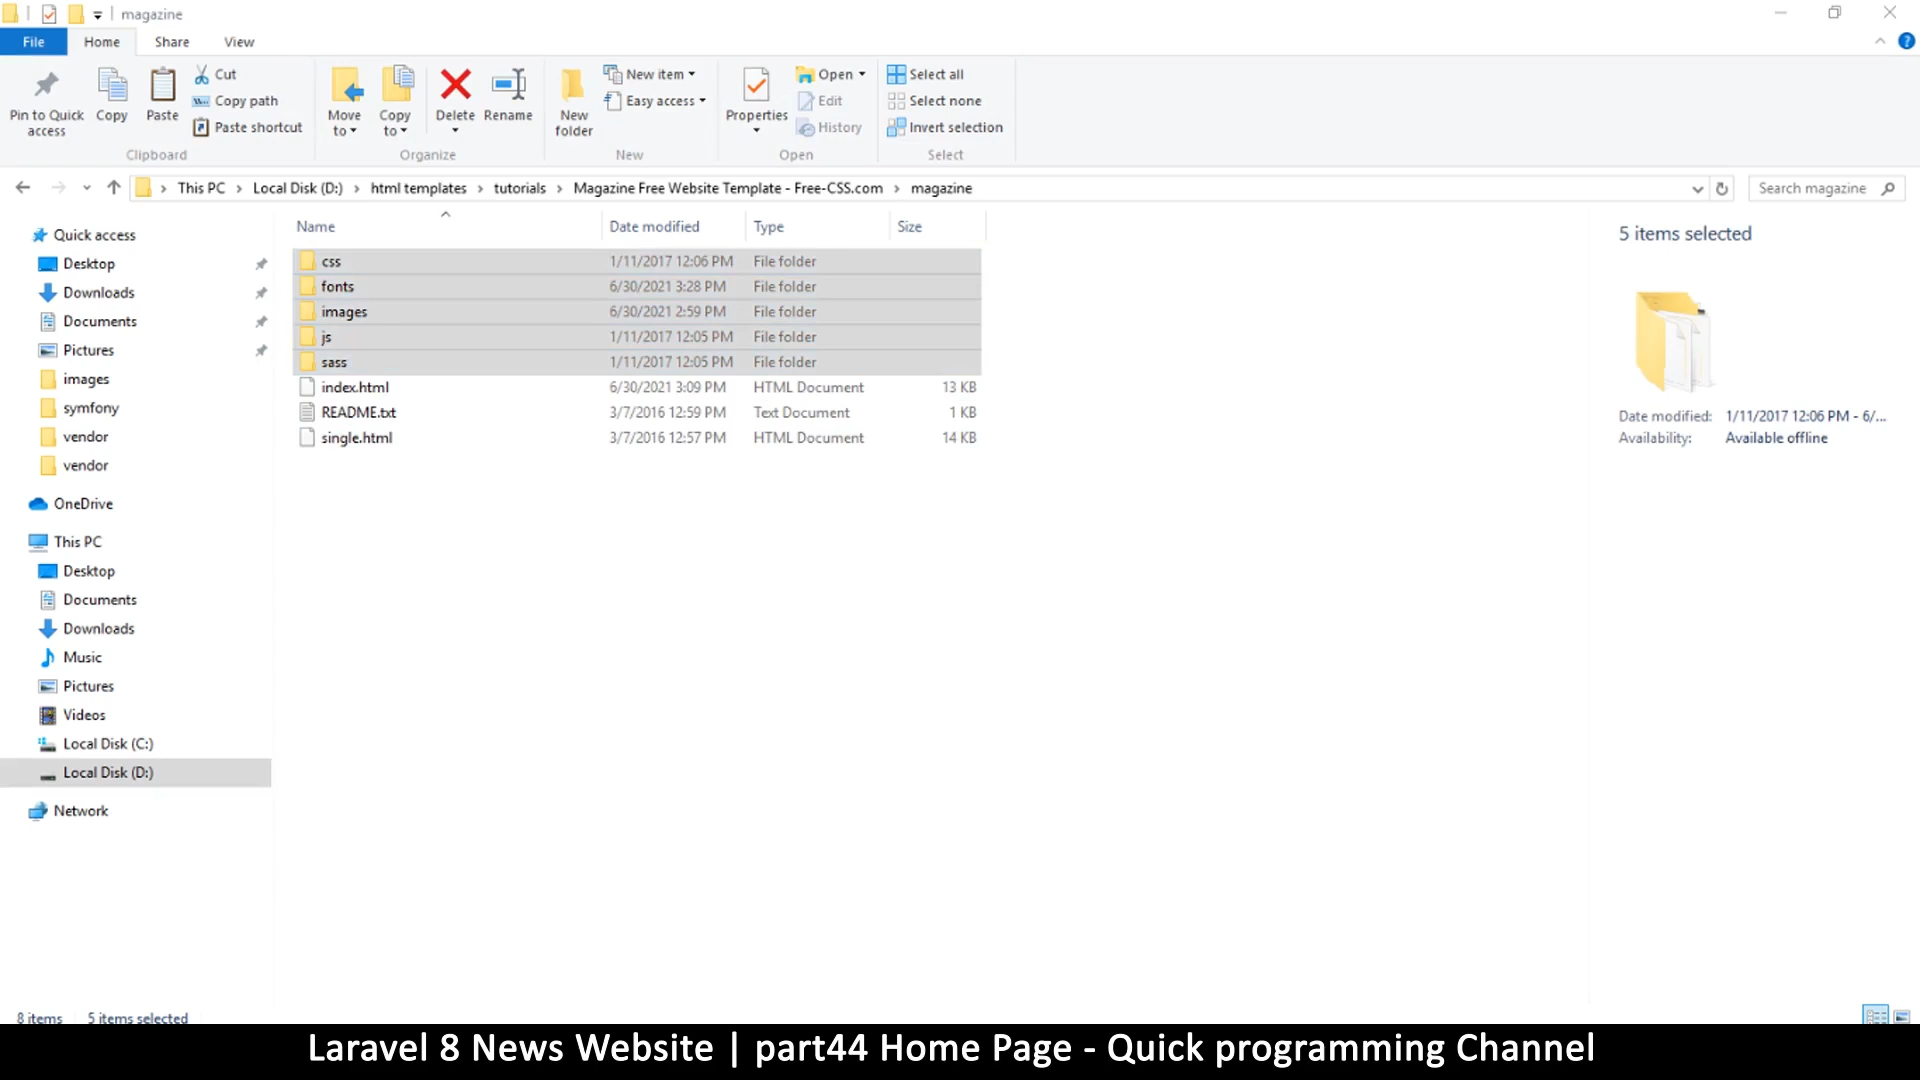 magazine
File Home Share View
Pin to Quick access
Copy
Paste
Cut
Copy path
Paste shortcut
Clipboard
Move to
Copy to
Delete
Rename
Organize
New folder
New item
Easy access
New
Properties
Open
Edit
History
Open
Select all
Select none
Invert selection
Select
This PC > Local Disk (D:) > html templates > tutorials > Magazine Free Website Template - Free-CSS.com > magazine
Search magazine
Quick access
Desktop
Downloads
Documents
Pictures
images
symfony
vendor
vendor
OneDrive
This PC
Desktop
Documents
Downloads
Music
Pictures
Videos
Local Disk (C:)
Local Disk (D:)
Network
Name Date modified Type Size
css 1/11/2017 12:06 PM File folder
fonts 6/30/2021 3:28 PM File folder
images 6/30/2021 2:59 PM File folder
js 1/11/2017 12:05 PM File folder
sass 1/11/2017 12:05 PM File folder
index.html 6/30/2021 3:09 PM HTML Document 13 KB
README.txt 3/7/2016 12:59 PM Text Document 1 KB
single.html 3/7/2016 12:57 PM HTML Document 14 KB
5 items selected
Date modified: 1/11/2017 12:06 PM - 6/...
Availability: Available offline
8 items 5 items selected
Laravel 8 News Website | part44 Home Page - Quick programming Channel